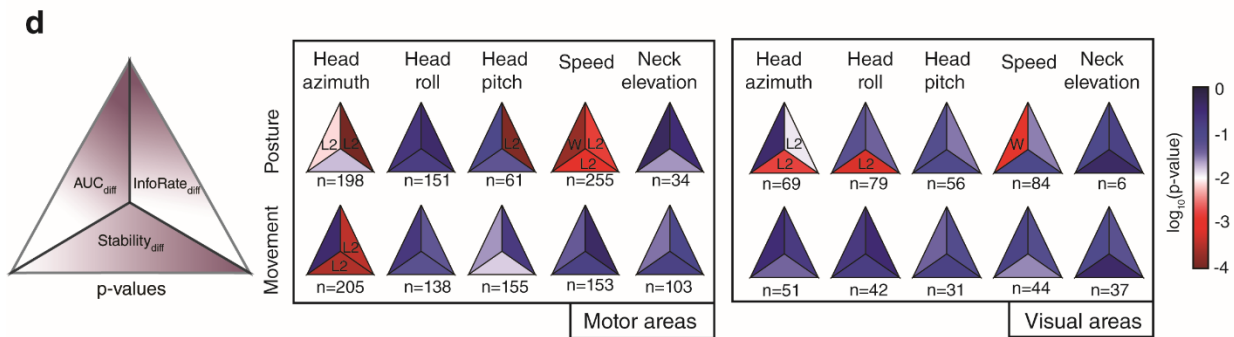 d
Head azimuth
Head roll
Head pitch
Speed
Neck elevation
Head azimuth
Head roll
Head pitch
Speed
Neck elevation
Posture
L2 L2
W L2
L2
L2
L2
L2
L2
W
n=198 n=151 n=61 n=255 n=34
n=69 n=79 n=56 n=84 n=6
Movement
L2
L2
n=205 n=138 n=155 n=153 n=103
n=51 n=42 n=31 n=44 n=37
Motor areas
Visual areas
AUCdiff
InfoRatediff
Stabilitydiff
p-values
0
-1
-2
-3
-4
log10(p-value)